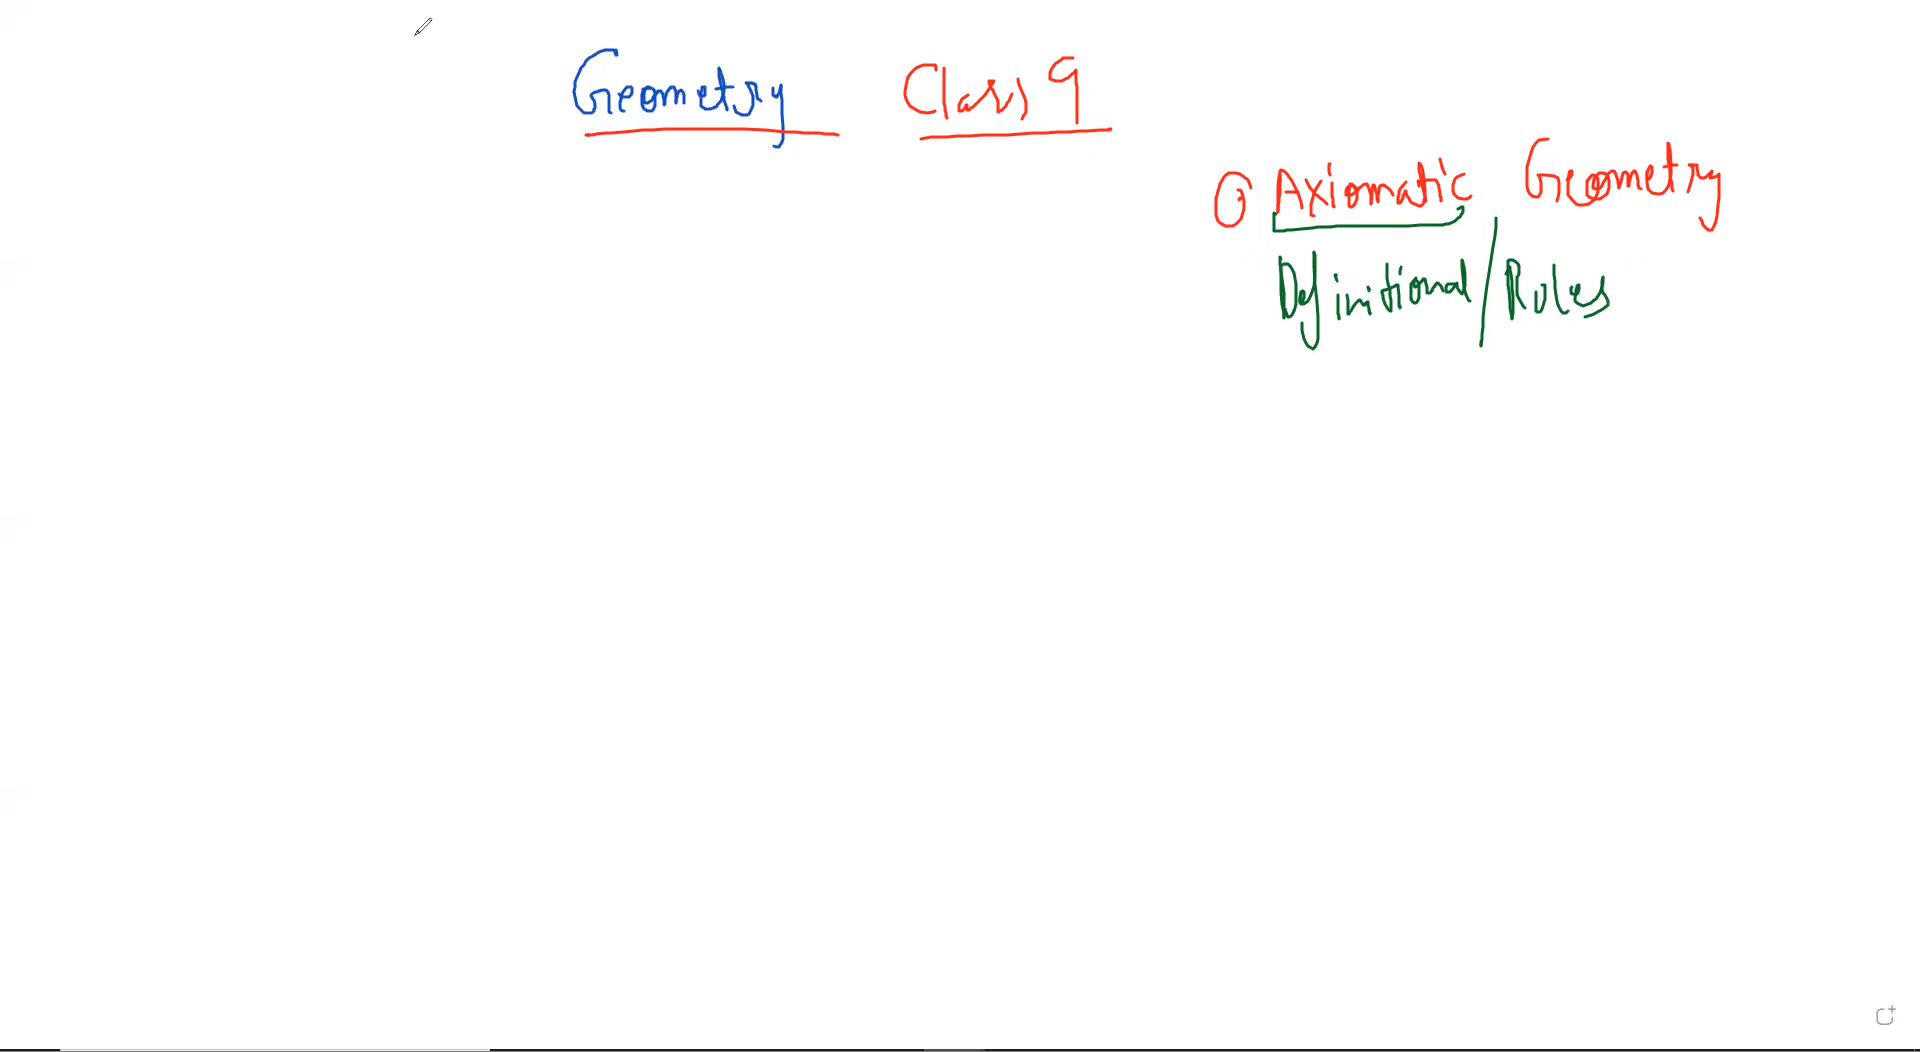 Geometry Class 9
① Axiomatic Geometry
Definitional / Rules